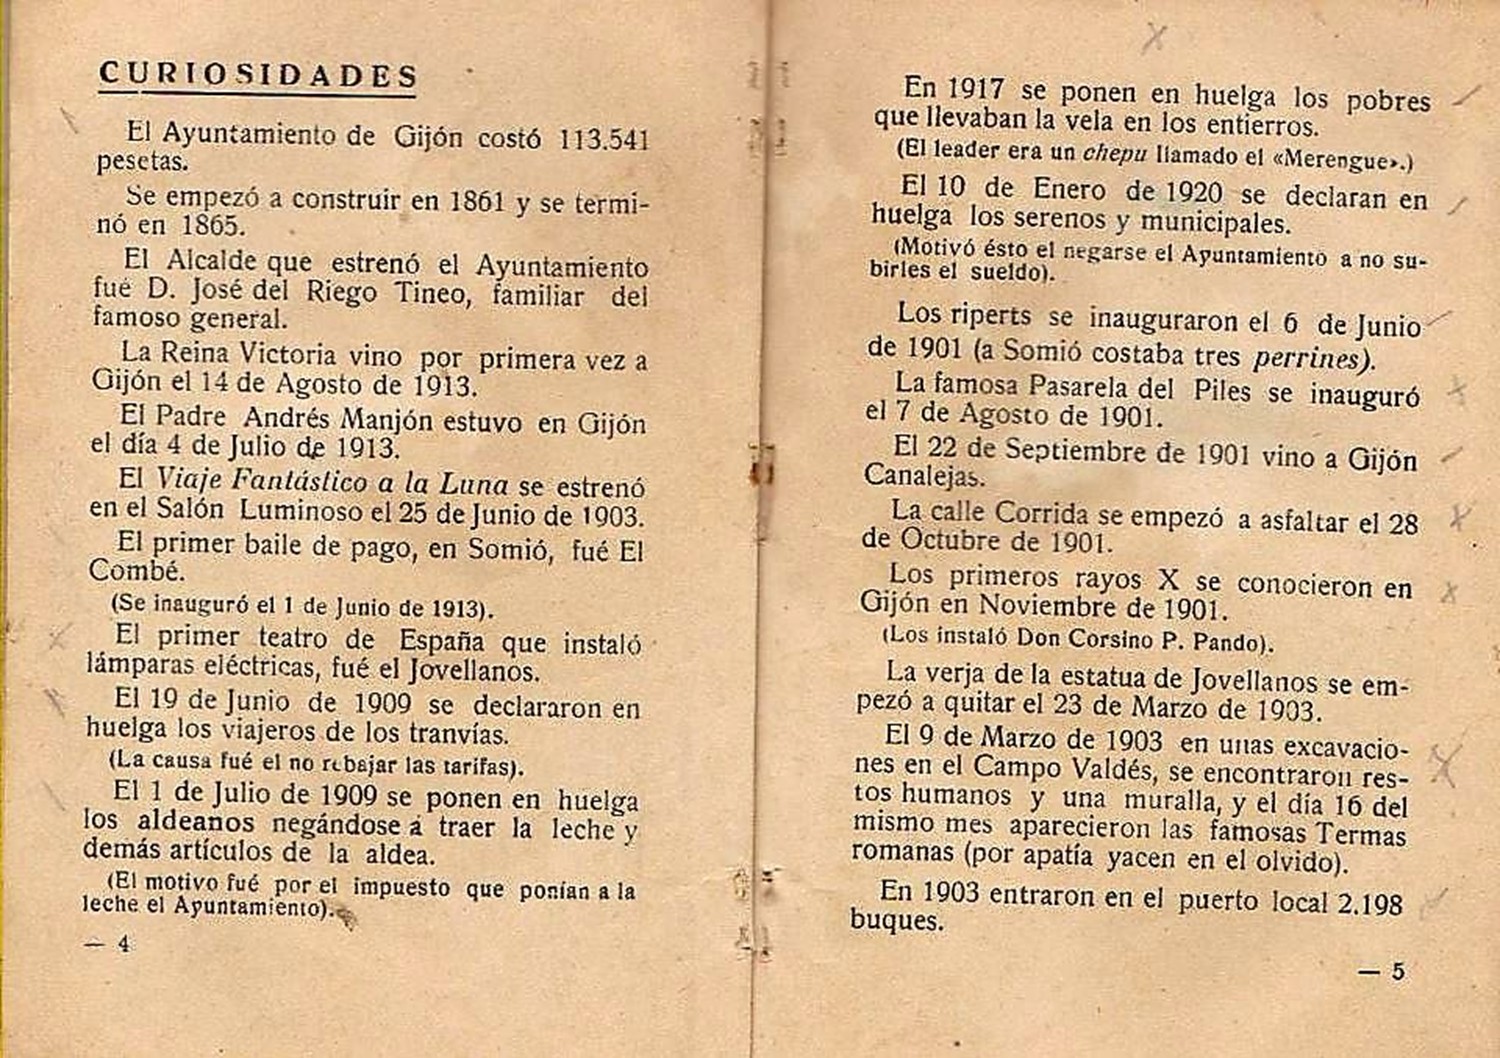 CURIOSIDADES
El Ayuntamiento de Gijón costó 113.541
pesetas.
Se empezó a construir en 1861 y se termi-
nó en 1865.
El Alcalde que estrenó el Ayuntamiento
fué D. José del Riego Tineo, familiar del
famoso general.
La Reina Victoria vino por primera vez a
Gijón el 14 de Agosto de 1913.
El Padre Andrés Manjón estuvo en Gijón
el día 4 de Julio de 1913.
El Viaje Fantástico a la Luna se estrenó
en el Salón Luminoso el 25 de Junio de 1903.
El primer baile de pago, en Somió, fué El
Combé.
(Se inauguró el 1 de Junio de 1913).
El primer teatro de España que instaló
lámparas eléctricas, fué el Jovellanos.
El 19 de Junio de 1909 se declararon en
huelga los viajeros de los tranvías.
(La causa fué el no rebajar las tarifas).
El 1 de Julio de 1909 se ponen en huelga
los aldeanos negándose á traer la leche y
demás artículos de la aldea.
(El motivo fué por el impuesto que ponían a la
leche el Ayuntamiento).
— 4
En 1917 se ponen en huelga los pobres
que llevaban la vela en los entierros.
(El leader era un chepu llamado el «Merengue».)
El 10 de Enero de 1920 se declaran en
huelga los serenos y municipales.
(Motivó ésto el negarse el Ayuntamiento a no su-
birles el sueldo).
Los riperts se inauguraron el 6 de Junio
de 1901 (a Somió costaba tres perrines).
La famosa Pasarela del Piles se inauguró
el 7 de Agosto de 1901.
El 22 de Septiembre de 1901 vino a Gijón
Canalejas.
La calle Corrida se empezó a asfaltar el 28
de Octubre de 1901.
Los primeros rayos X se conocieron en
Gijón en Noviembre de 1901.
(Los instaló Don Corsino P. Pando).
La verja de la estatua de Jovellanos se em-
pezó a quitar el 23 de Marzo de 1903.
El 9 de Marzo de 1903 en unas excavacio-
nes en el Campo Valdés, se encontraron res-
tos humanos y una muralla, y el día 16 del
mismo mes aparecieron las famosas Termas
romanas (por apatía yacen en el olvido).
En 1903 entraron en el puerto local 2.198
buques.
— 5